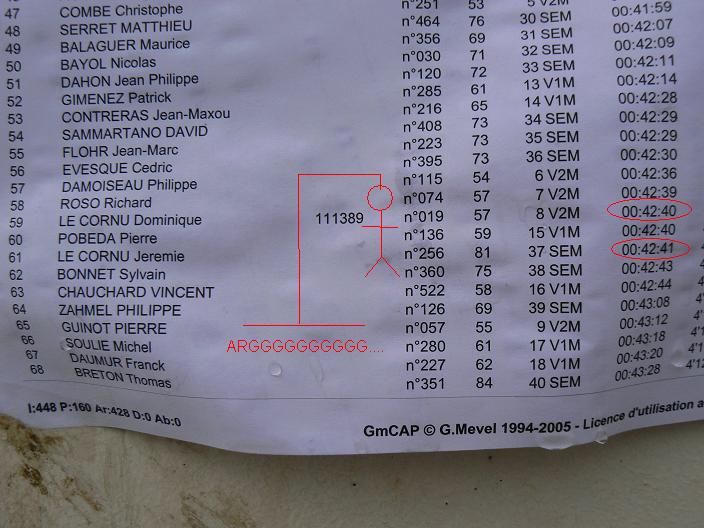 47 COMBE Christophe n°251 53 5 V2M
48 SERRET MATTHIEU n°464 76 30 SEM 00:41:59
49 BALAGUER Maurice n°356 69 31 SEM 00:42:07
50 BAYOL Nicolas n°030 71 32 SEM 00:42:09
51 DAHON Jean Philippe n°120 72 33 SEM 00:42:11
52 GIMENEZ Patrick n°285 61 13 V1M 00:42:14
53 CONTRERAS Jean-Maxou n°216 65 14 V1M 00:42:28
54 SAMMARTANO DAVID n°408 73 34 SEM 00:42:29
55 FLOHR Jean-Marc n°223 73 35 SEM 00:42:29
56 EVESQUE Cedric n°395 73 36 SEM 00:42:30
57 DAMOISEAU Philippe n°115 54 6 V2M 00:42:36
58 ROSO Richard n°074 57 7 V2M 00:42:39
59 LE CORNU Dominique 111389 n°019 57 8 V2M 00:42:40
60 POBEDA Pierre n°136 59 15 V1M 00:42:40
61 LE CORNU Jeremie n°256 81 37 SEM 00:42:41
62 BONNET Sylvain n°360 75 38 SEM 00:42:43
63 CHAUCHARD VINCENT n°522 58 16 V1M 00:42:44
64 ZAHMEL PHILIPPE n°126 69 39 SEM 00:43:08
65 GUINOT PIERRE n°057 55 9 V2M 00:43:12
66 SOULIE Michel n°280 61 17 V1M 00:43:18
67 DAUMUR Franck n°227 62 18 V1M 00:43:20
68 BRETON Thomas n°351 84 40 SEM 00:43:28
ARGGGGGGGGGG....
I:448 P:160 Ar:428 D:0 Ab:0
GmCAP © G.Mevel 1994-2005 - Licence d'utilisation a